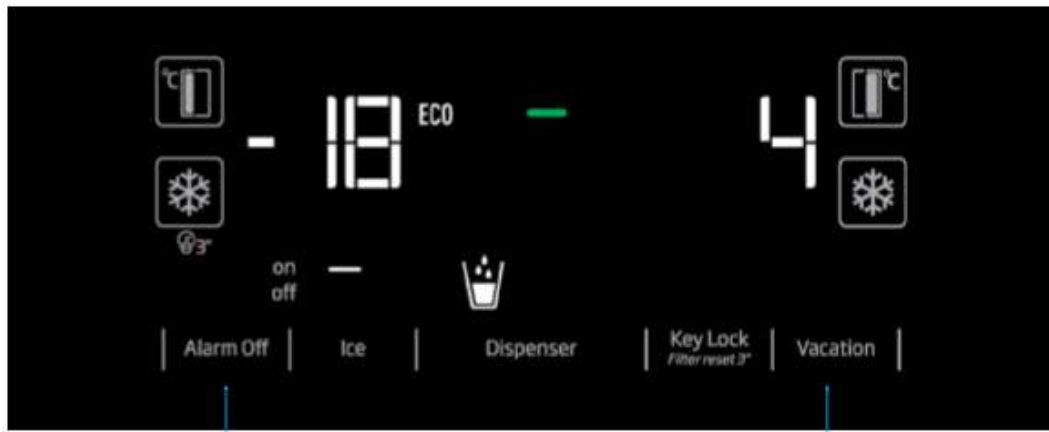 °C
- 18 ECO
4
°C
3"
on
off
Alarm Off
Ice
Dispenser
Key Lock
Filter reset 3"
Vacation